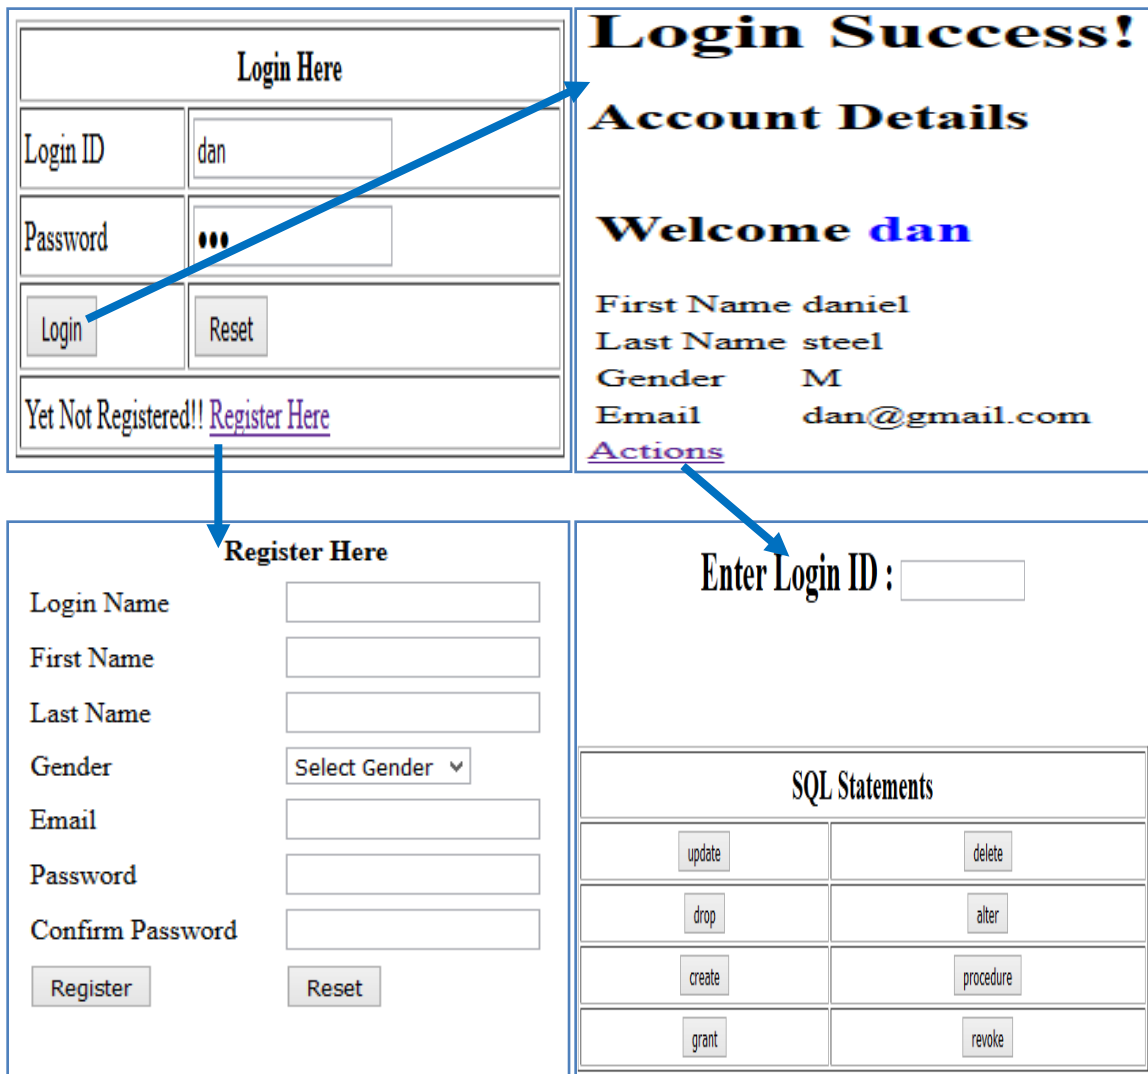 Login Here
Login ID dan
Password •••
Login Reset
Yet Not Registered!! Register Here
Login Success!
Account Details
Welcome dan
First Name daniel
Last Name steel
Gender M
Email dan@gmail.com
Actions
Register Here
Login Name
First Name
Last Name
Gender Select Gender
Email
Password
Confirm Password
Register Reset
Enter Login ID :
SQL Statements
update delete
drop alter
create procedure
grant revoke